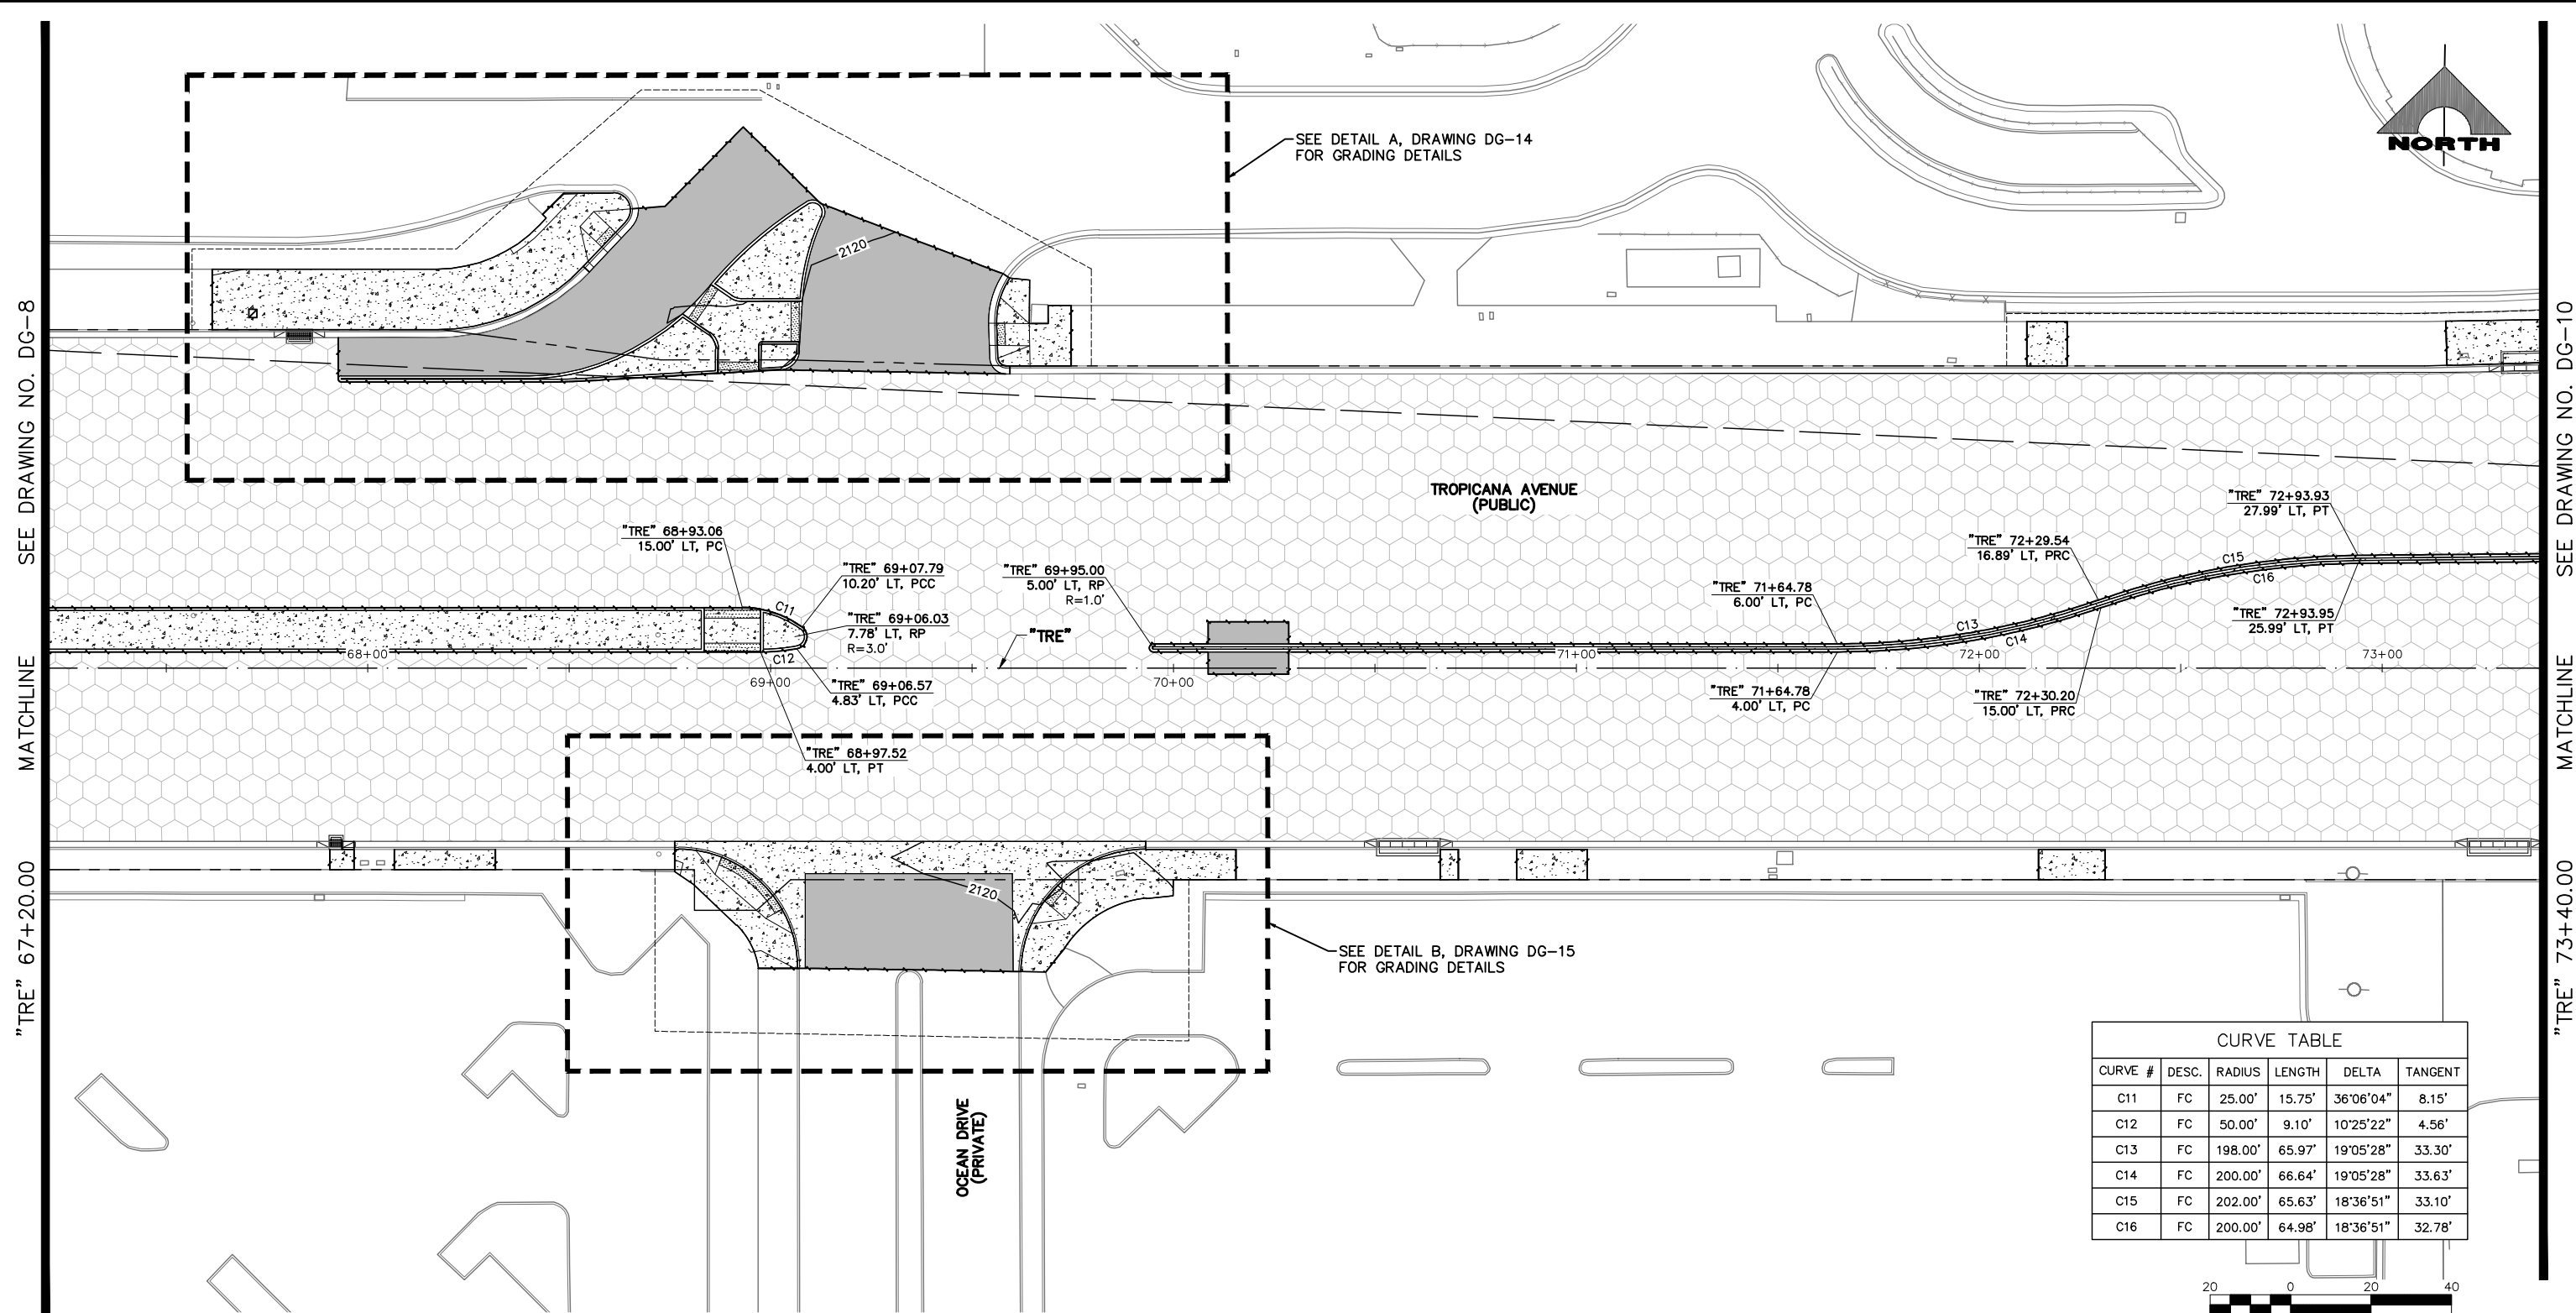 SEE DETAIL A, DRAWING DG-14
FOR GRADING DETAILS
NORTH
2120
SEE DRAWING NO. DG-8
MATCHLINE
"TRE" 67+20.00
SEE DRAWING NO. DG-10
MATCHLINE
"TRE" 73+40.00
TROPICANA AVENUE
(PUBLIC)
"TRE" 68+93.06
15.00' LT, PC
C11
"TRE" 69+07.79
10.20' LT, PCC
"TRE" 69+06.03
7.78' LT, RP
R=3.0'
C12
"TRE" 69+06.57
4.83' LT, PCC
"TRE" 68+97.52
4.00' LT, PT
"TRE" 69+95.00
5.00' LT, RP
R=1.0'
"TRE"
"TRE" 71+64.78
6.00' LT, PC
"TRE" 71+64.78
4.00' LT, PC
"TRE" 72+29.54
16.89' LT, PRC
C13
C14
"TRE" 72+30.20
15.00' LT, PRC
"TRE" 72+93.93
27.99' LT, PT
C15
C16
"TRE" 72+93.95
25.99' LT, PT
68+00
69+00
70+00
71+00
72+00
73+00
2120
SEE DETAIL B, DRAWING DG-15
FOR GRADING DETAILS
OCEAN DRIVE
(PRIVATE)
CURVE TABLE
CURVE # DESC. RADIUS LENGTH DELTA TANGENT
C11 FC 25.00' 15.75' 36°06'04" 8.15'
C12 FC 50.00' 9.10' 10°25'22" 4.56'
C13 FC 198.00' 65.97' 19°05'28" 33.30'
C14 FC 200.00' 66.64' 19°05'28" 33.63'
C15 FC 202.00' 65.63' 18°36'51" 33.10'
C16 FC 200.00' 64.98' 18°36'51" 32.78'
20 0 20 40